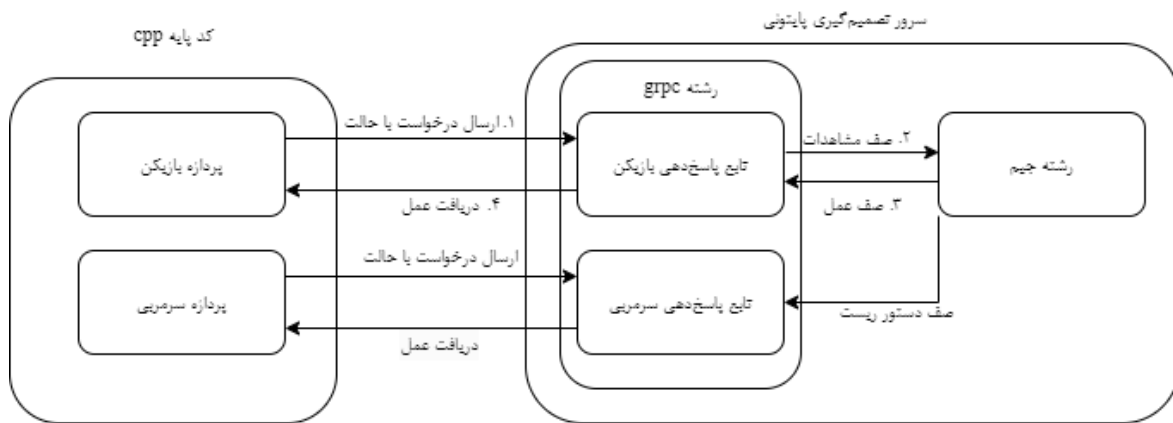 سرور تصمیم‌گیری پایتونی
کد پایه cpp
رشته grpc
۱. ارسال درخواست با حالت
۲. صف مشاهدات
پردازه بازیکن
تابع پاسخ‌دهی بازیکن
رشته جیم
۳. صف عمل
۴. دریافت عمل
ارسال درخواست با حالت
پردازه سرمربی
تابع پاسخ‌دهی سرمربی
صف دستور ریست
دریافت عمل